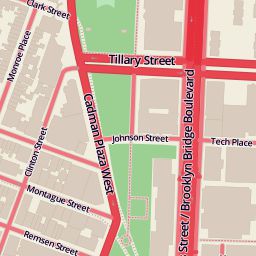 Clark Street
Monroe Place
Tillary Street
Cadman Plaza West
Clinton Street
Johnson Street
Tech Place
Street / Brooklyn Bridge Boulevard
Montague Street
Remsen Street